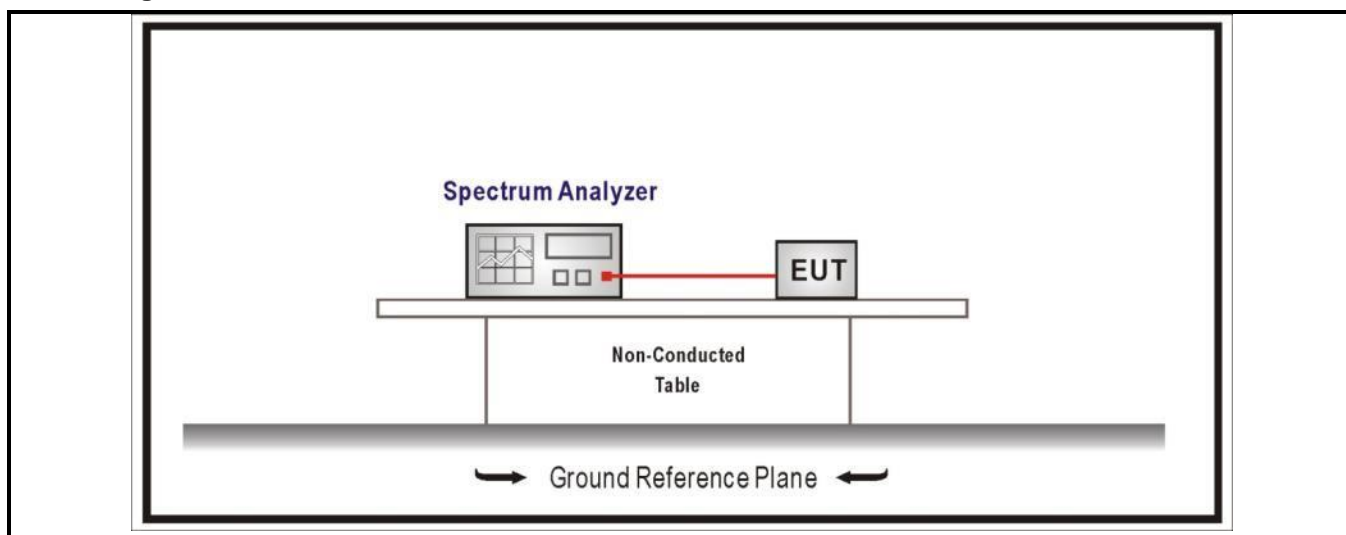 Spectrum Analyzer
EUT
Non-Conducted
Table
Ground Reference Plane